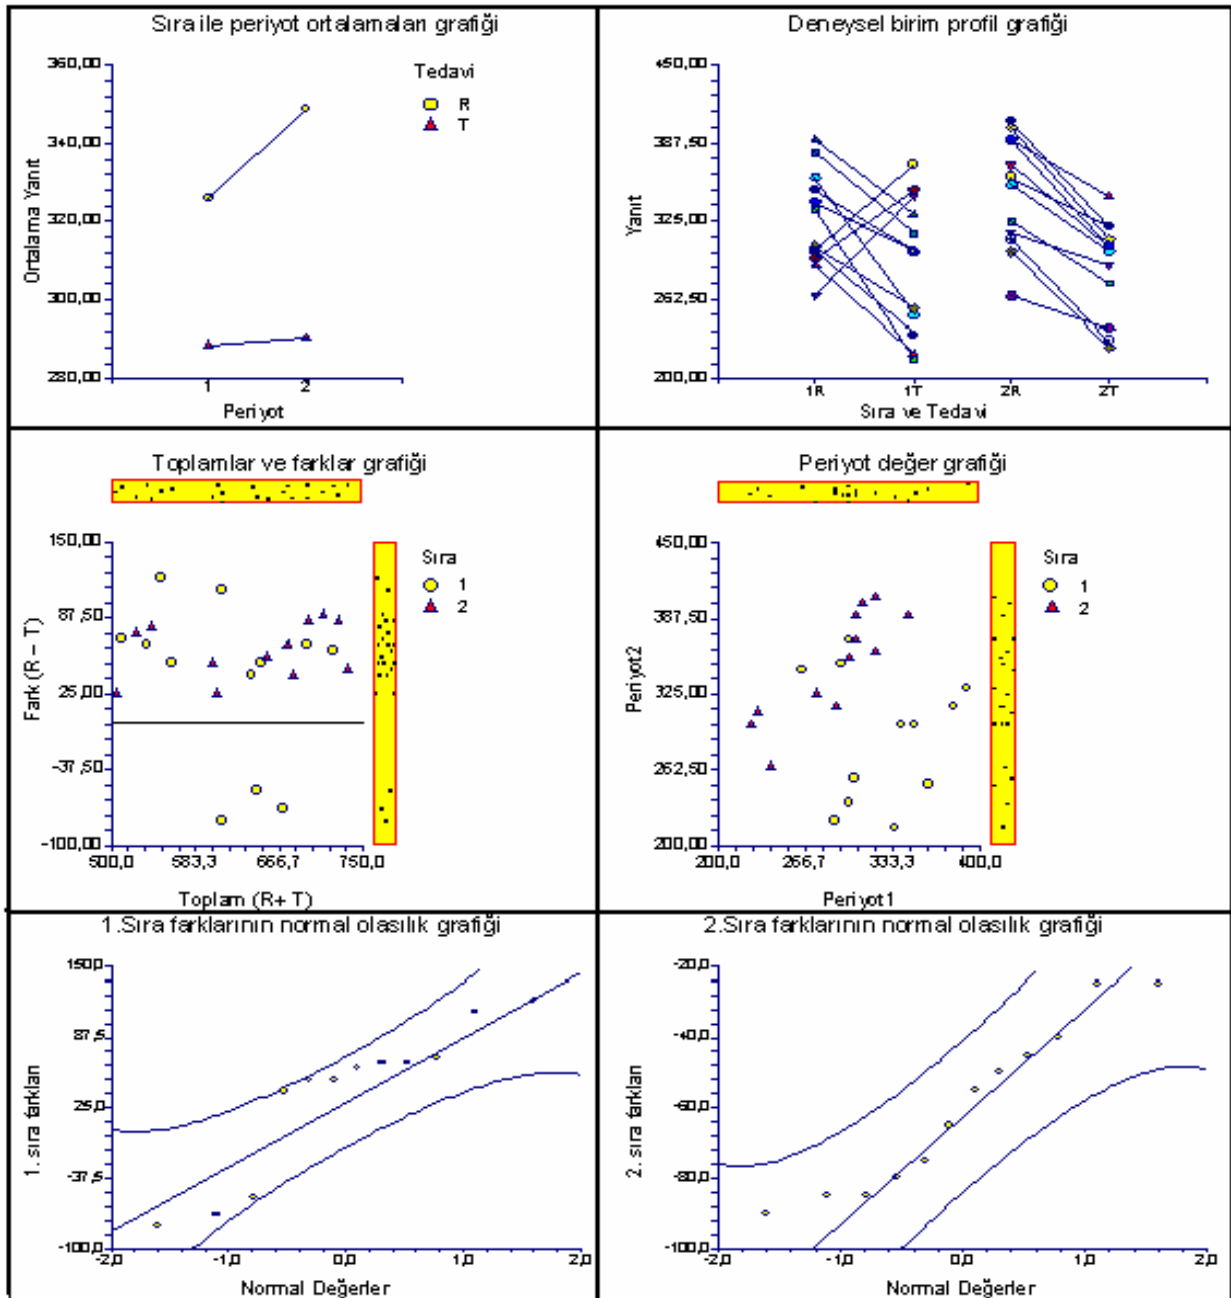 Sıra ile periyot ortalamaları grafiği
360,00
340,00
320,00
300,00
280,00
Ortalama Yanıt
1
2
Periyot
Tedavi
R
T
Deneysel birim profil grafiği
450,00
387,50
325,00
262,50
200,00
Yanıt
1R
1T
2R
2T
Sıra ve Tedavi
Toplamlar ve farklar grafiği
150,00
87,50
25,00
-37,50
-100,00
Fark (R - T)
500,0
583,3
666,7
750,0
Toplam (R+ T)
Sıra
1
2
Periyot değer grafiği
450,00
387,50
325,00
262,50
200,00
Periyot2
200,0
266,7
333,3
400,0
Periyot1
Sıra
1
2
1.Sıra farklarının normal olasılık grafiği
150,0
87,5
25,0
-37,5
-100,0
1. sıra farkları
-2,0
-1,0
0,0
1,0
2,0
Normal Değerler
2.Sıra farklarının normal olasılık grafiği
-20,0
-40,0
-60,0
-80,0
-100,0
2. sıra farkları
-2,0
-1,0
0,0
1,0
2,0
Normal Değerler